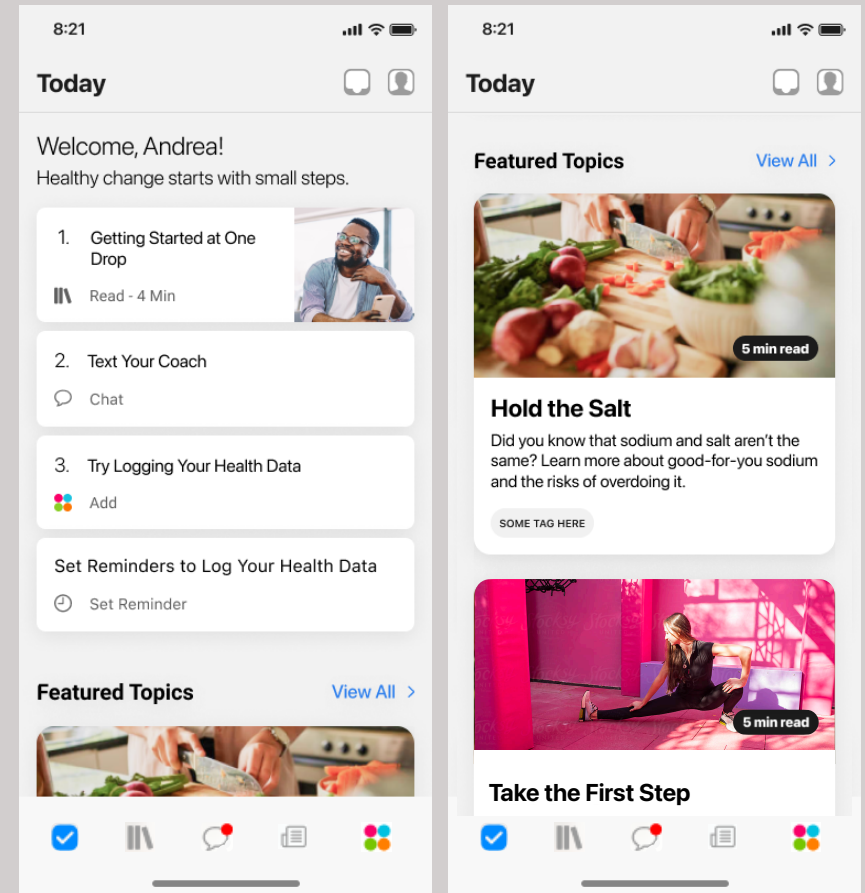 8:21
Today
Welcome, Andrea!
Healthy change starts with small steps.
1. Getting Started at One
Drop
Read - 4 Min
2. Text Your Coach
Chat
3. Try Logging Your Health Data
Add
Set Reminders to Log Your Health Data
Set Reminder
Featured Topics View All
8:21
Today
Featured Topics View All
5 min read
Hold the Salt
Did you know that sodium and salt aren’t the
same? Learn more about good-for-you sodium
and the risks of overdoing it.
SOME TAG HERE
5 min read
Take the First Step